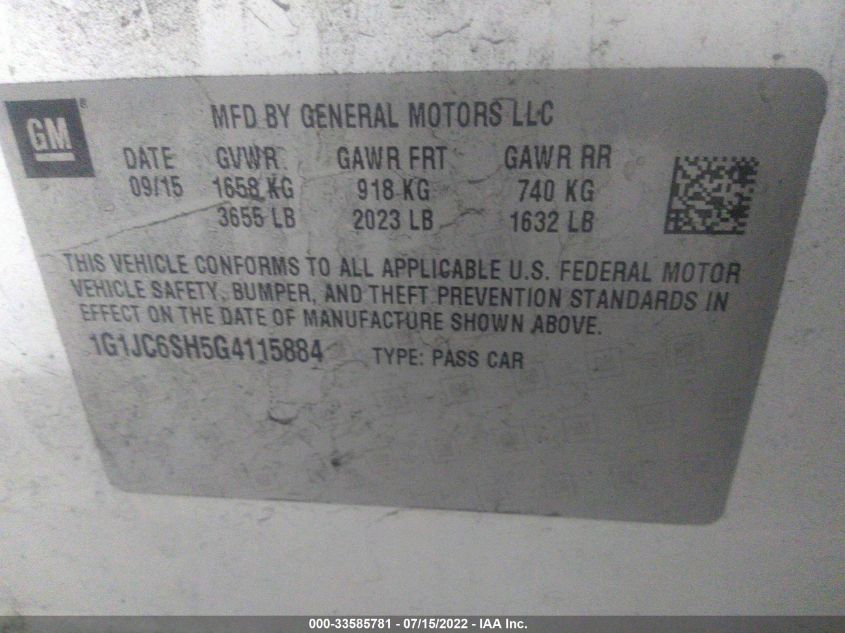 GM®
MFD BY GENERAL MOTORS LLC
DATE GVWR GAWR FRT GAWR RR
09/15 1658 KG 918 KG 740 KG
3655 LB 2023 LB 1632 LB
THIS VEHICLE CONFORMS TO ALL APPLICABLE U.S. FEDERAL MOTOR
VEHICLE SAFETY, BUMPER, AND THEFT PREVENTION STANDARDS IN
EFFECT ON THE DATE OF MANUFACTURE SHOWN ABOVE.
1G1JC6SH5G4115884 TYPE: PASS CAR
000-33585781 - 07/15/2022 - IAA Inc.